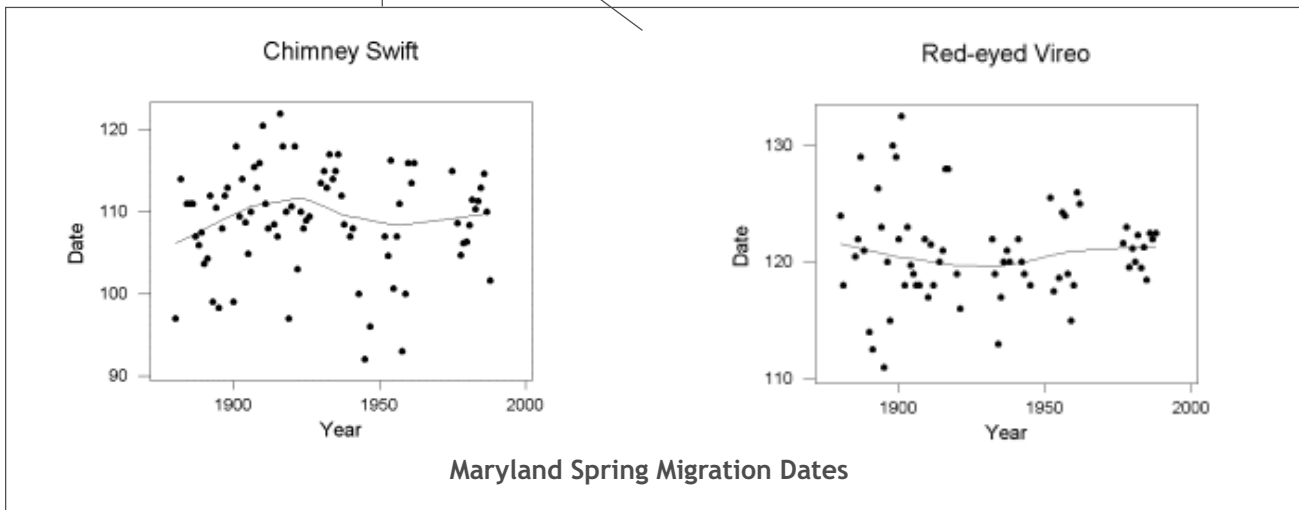 Chimney Swift
120
110
100
90
Date
1900 1950 2000
Year
Red-eyed Vireo
130
120
110
Date
1900 1950 2000
Year
Maryland Spring Migration Dates